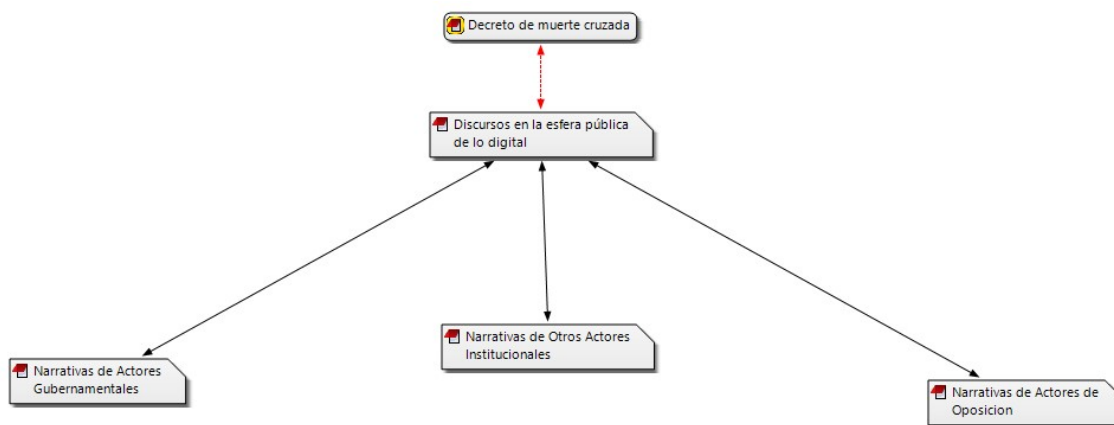 Decreto de muerte cruzada
Discursos en la esfera pública
de lo digital
Narrativas de Otros Actores
Institucionales
Narrativas de Actores
Gubernamentales
Narrativas de Actores de
Oposicion